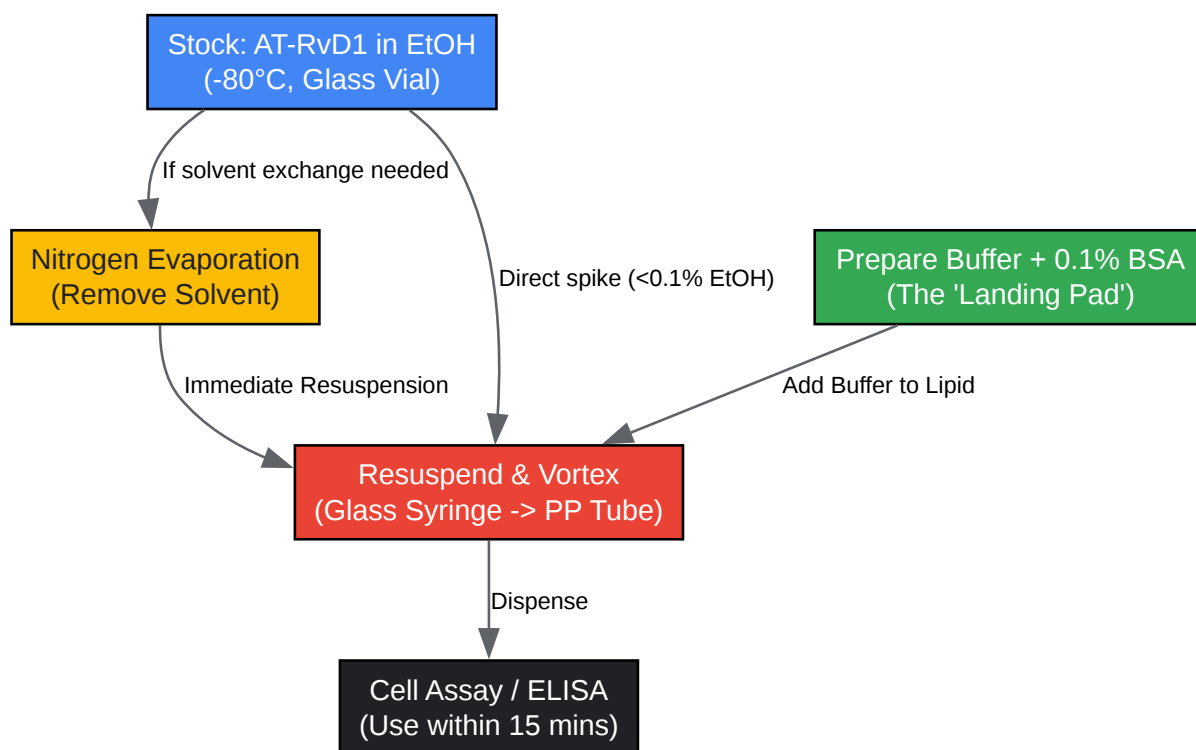 Stock: AT-RvD1 in EtOH
(-80°C, Glass Vial)
If solvent exchange needed
Nitrogen Evaporation
(Remove Solvent)
Direct spike (<0.1% EtOH)
Prepare Buffer + 0.1% BSA
(The 'Landing Pad')
Immediate Resuspension
Add Buffer to Lipid
Resuspend & Vortex
(Glass Syringe -> PP Tube)
Dispense
Cell Assay / ELISA
(Use within 15 mins)